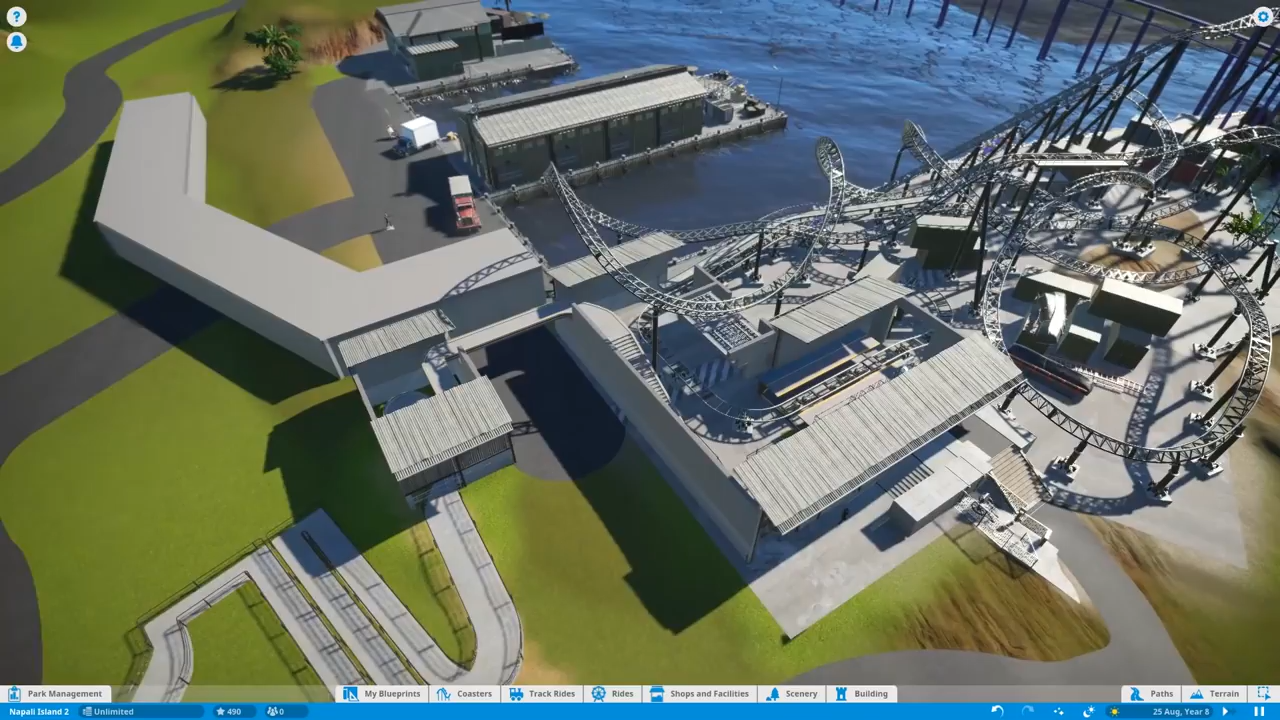 ?
Park Management
My Blueprints
Coasters
Track Rides
Rides
Shops and Facilities
Scenery
Building
Paths
Terrain
Napali Island 2
Unlimited
490
0
25 Aug, Year 8